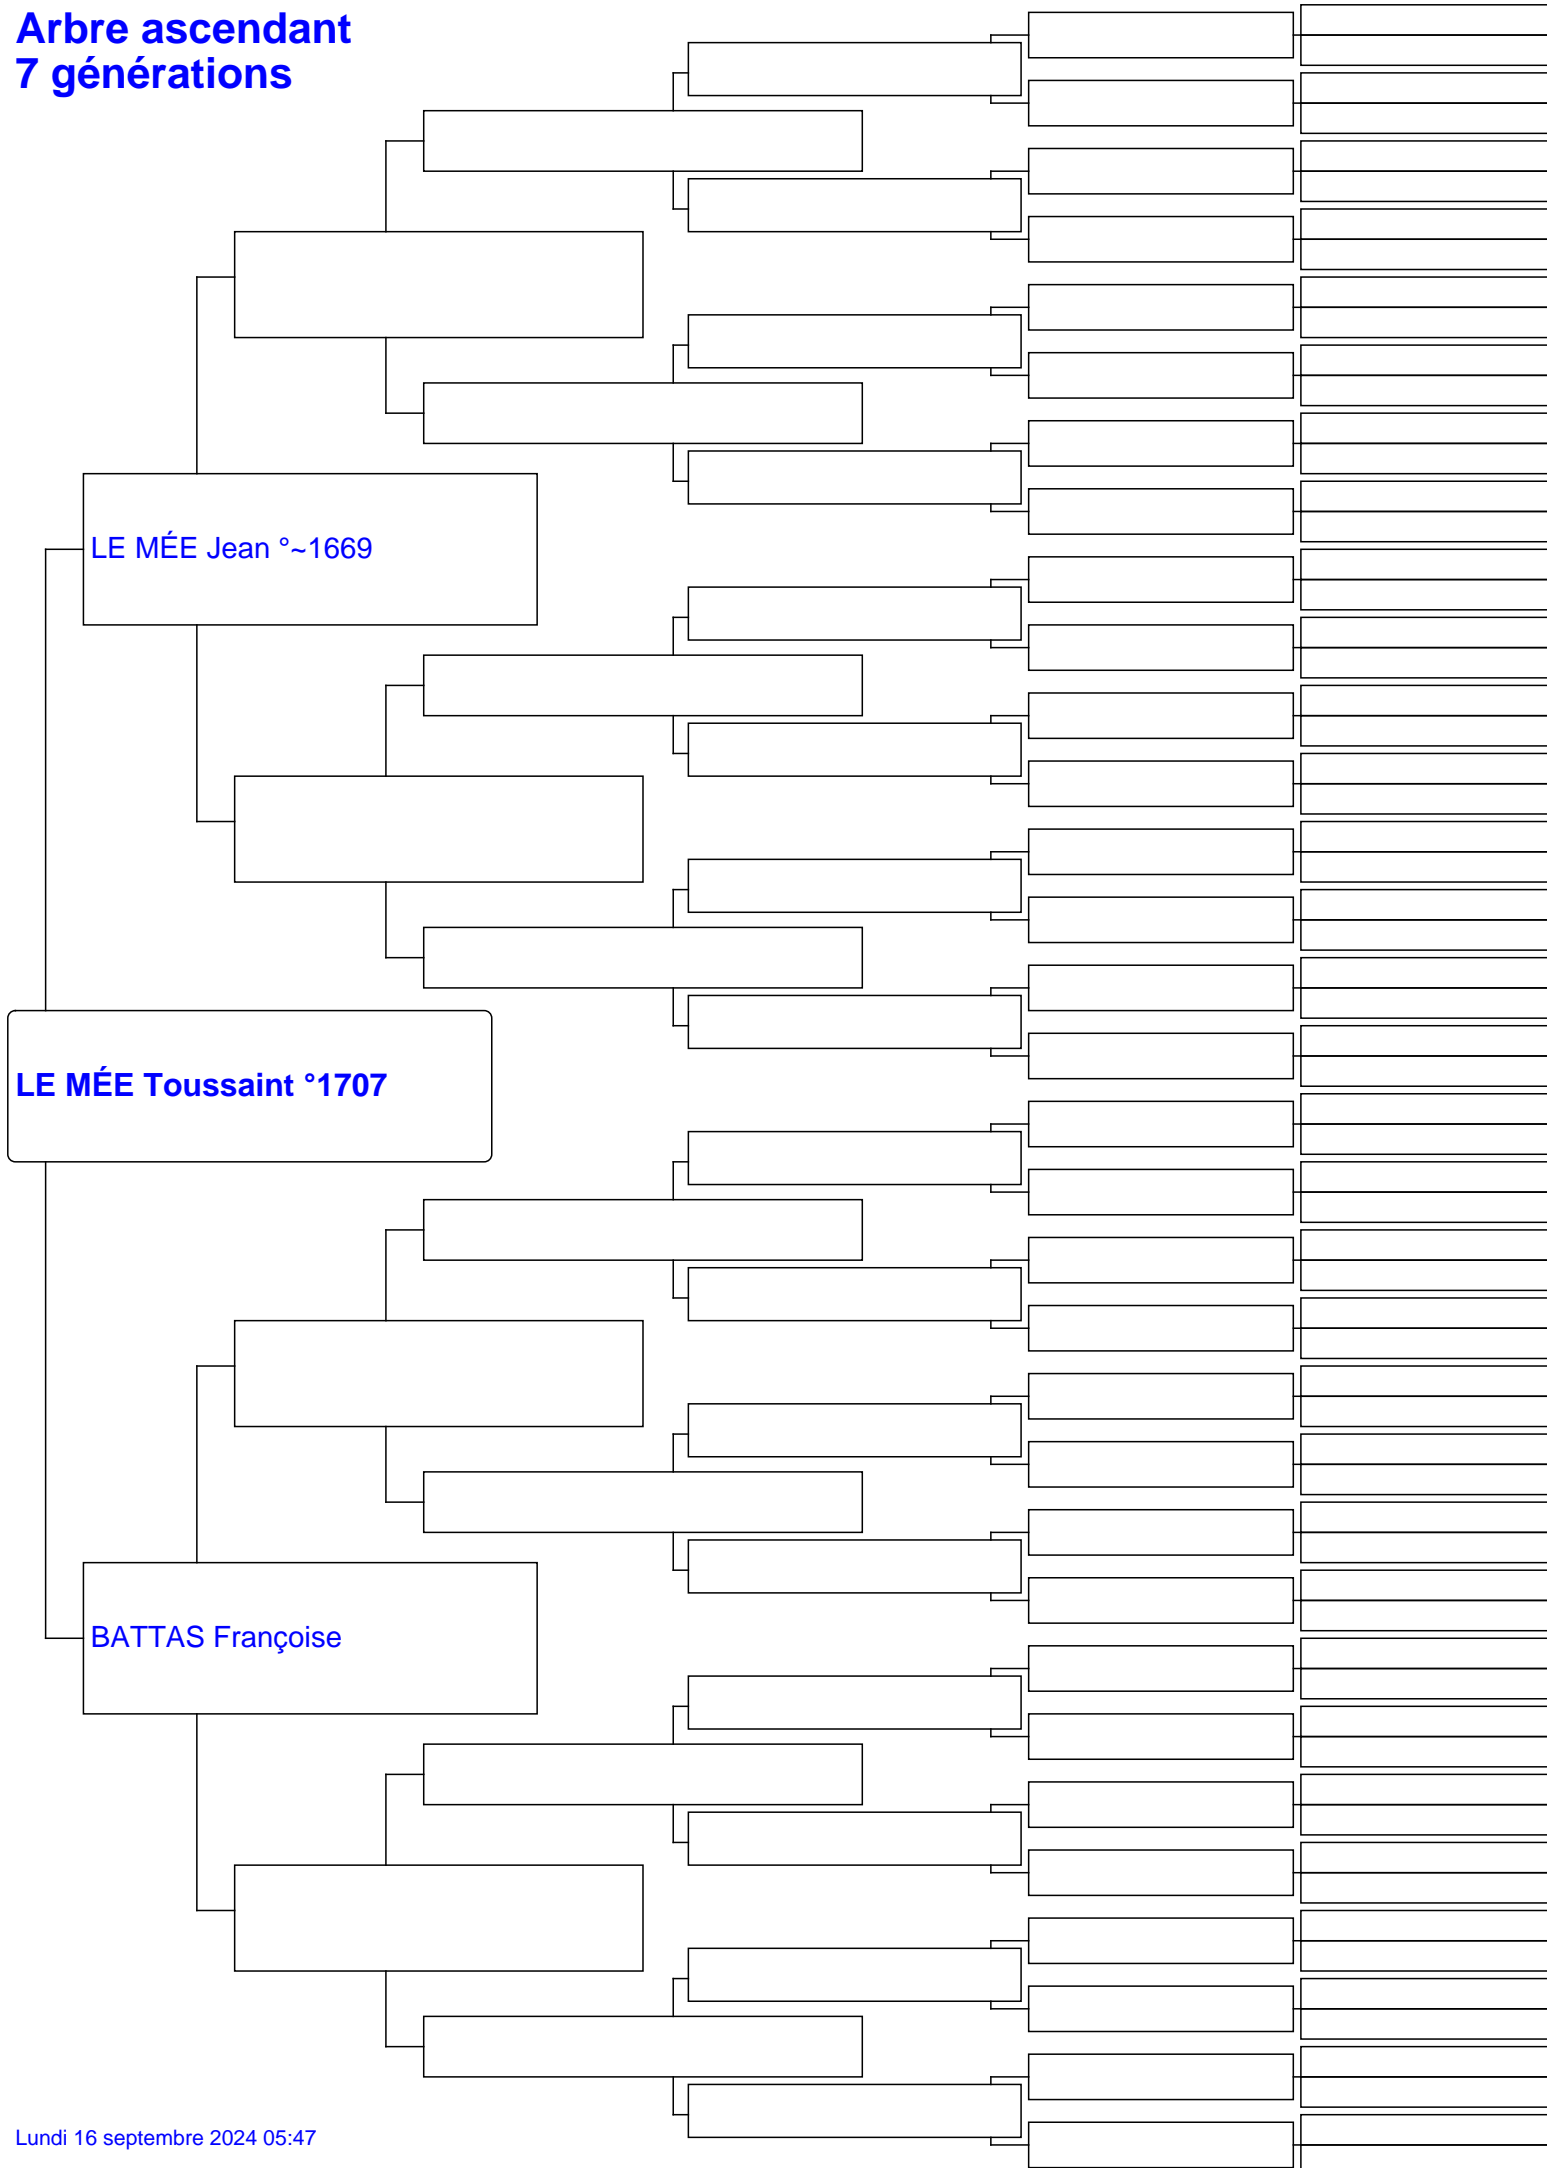 Arbre ascendant
7 générations
LE MÉE Jean °~1669
LE MÉE Toussaint °1707
BATTAS Françoise
Lundi 16 septembre 2024 05:47